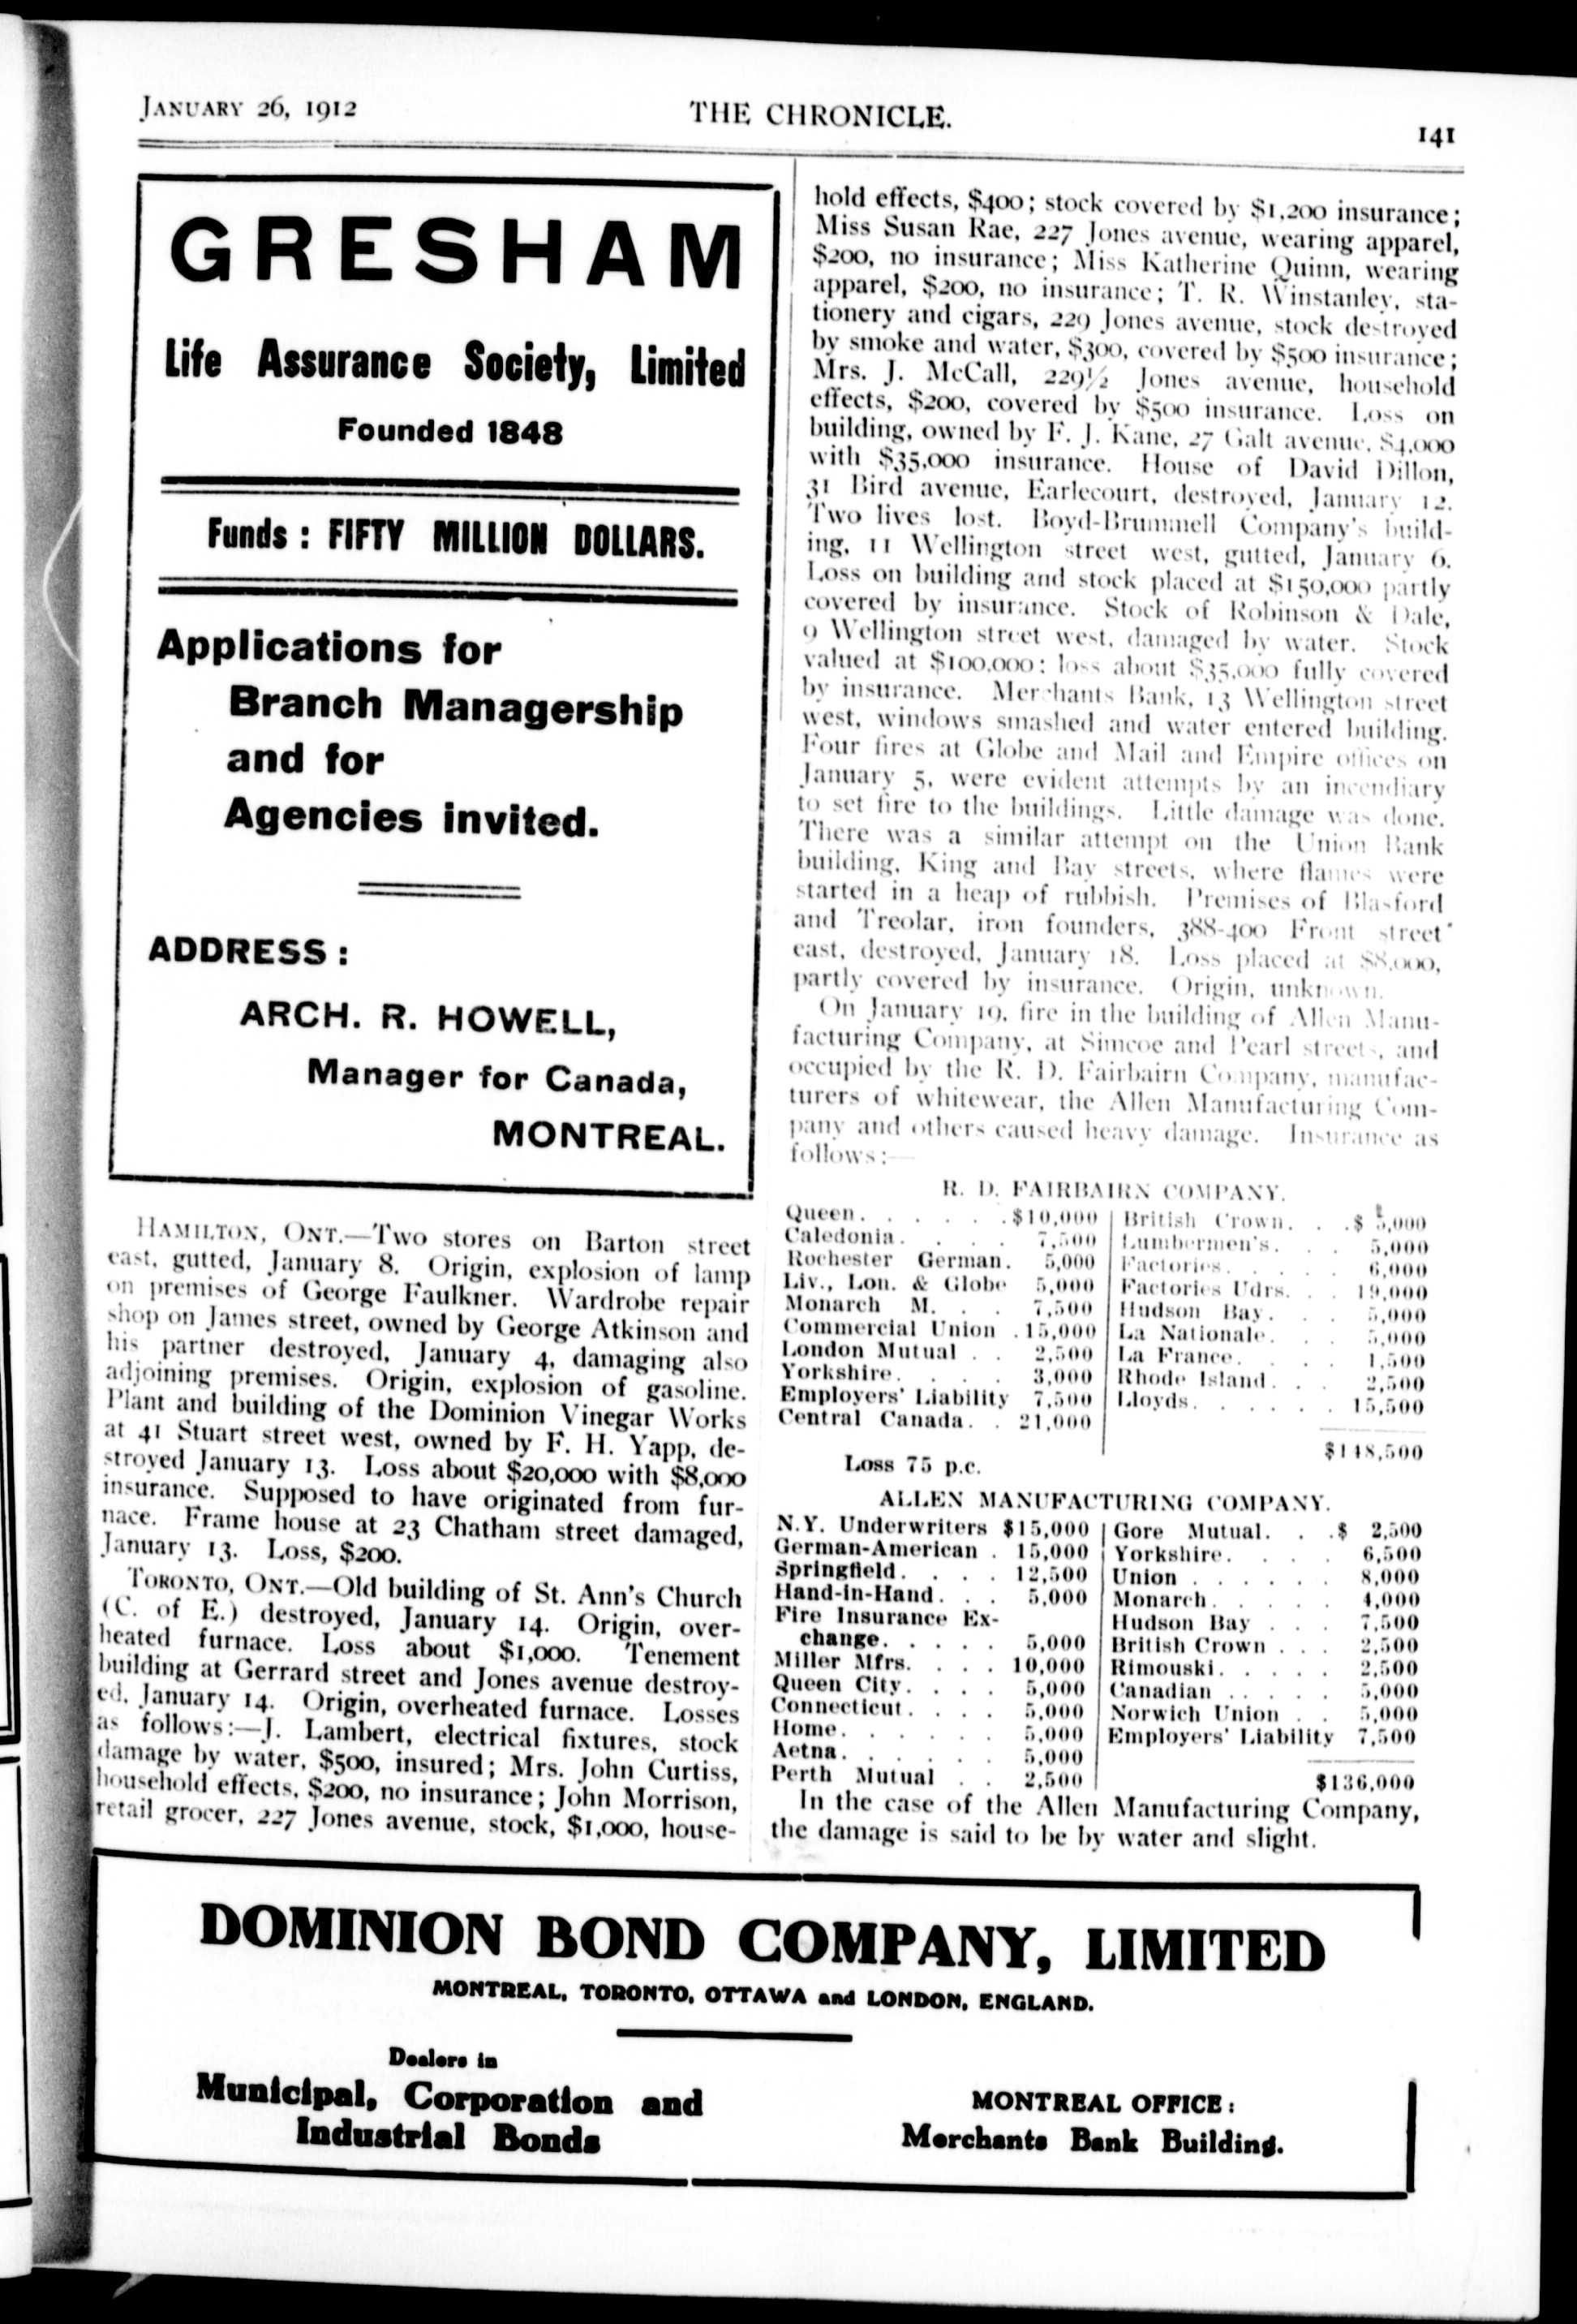 JANUARY 26, 1912
THE CHRONICLE.
141
GRESHAM
Life Assurance Society, Limited
Founded 1848
Funds : FIFTY MILLION DOLLARS.
Applications for
Branch Managership
and for
Agencies invited.
ADDRESS :
ARCH. R. HOWELL,
Manager for Canada,
MONTREAL.
HAMILTON, ONT.—Two stores on Barton street
east, gutted, January 8. Origin, explosion of lamp
on premises of George Faulkner. Wardrobe repair
shop on James street, owned by George Atkinson and
his partner destroyed, January 4, damaging also
adjoining premises. Origin, explosion of gasoline.
Plant and building of the Dominion Vinegar Works
at 41 Stuart street west, owned by F. H. Yapp, de-
stroyed January 13. Loss about $20,000 with $8,000
insurance. Supposed to have originated from fur-
nace. Frame house at 23 Chatham street damaged,
January 13. Loss, $200.
TORONTO, ONT.—Old building of St. Ann's Church
(C. of E.) destroyed, January 14. Origin, over-
heated furnace. Loss about $1,000. Tenement
building at Gerrard street and Jones avenue destroy-
ed, January 14. Origin, overheated furnace. Losses
as follows:—J. Lambert, electrical fixtures, stock
damage by water, $500, insured; Mrs. John Curtiss,
household effects, $200, no insurance; John Morrison,
retail grocer, 227 Jones avenue, stock, $1,000, house-
hold effects, $400; stock covered by $1,200 insurance;
Miss Susan Rae, 227 Jones avenue, wearing apparel,
$200, no insurance; Miss Katherine Quinn, wearing
apparel, $200, no insurance; T. R. Winstanley, sta-
tionery and cigars, 229 Jones avenue, stock destroyed
by smoke and water, $300, covered by $500 insurance;
Mrs. J. McCall, 229½ Jones avenue, household
effects, $200, covered by $500 insurance. Loss on
building, owned by F. J. Kane, 27 Galt avenue, $4,000
with $35,000 insurance. House of David Dillon,
31 Bird avenue, Earlecourt, destroyed, January 12.
Two lives lost. Boyd-Brummell Company's build-
ing, 11 Wellington street west, gutted, January 6.
Loss on building and stock placed at $150,000 partly
covered by insurance. Stock of Robinson & Dale,
9 Wellington street west, damaged by water. Stock
valued at $100,000; loss about $35,000 fully covered
by insurance. Merchants Bank, 13 Wellington street
west, windows smashed and water entered building.
Four fires at Globe and Mail and Empire offices on
January 5, were evident attempts by an incendiary
to set fire to the buildings. Little damage was done.
There was a similar attempt on the Union Bank
building, King and Bay streets, where flames were
started in a heap of rubbish. Premises of Blasford
and Treolar, iron founders, 388-400 Front street
east, destroyed, January 18. Loss placed at $8,000,
partly covered by insurance. Origin, unknown.
On January 19, fire in the building of Allen Manu-
facturing Company, at Simcoe and Pearl streets, and
occupied by the R. D. Fairbairn Company, manufac-
turers of whitewear, the Allen Manufacturing Com-
pany and others caused heavy damage. Insurance as
follows:—
R. D. FAIRBAIRN COMPANY.
Queen. . . . . . .$10,000
Caledonia. . . . 7,500
Rochester German. 5,000
Liv., Lon. & Globe 5,000
Monarch M. . . 7,500
Commercial Union .15,000
London Mutual . . 2,500
Yorkshire. . . . 3,000
Employers' Liability 7,500
Central Canada. . 21,000
British Crown. . .$ 5,000
Lumbermen's. . . 5,000
Factories. . . . . 6,000
Factories Udrs. . . 19,000
Hudson Bay. . . 5,000
La Nationale. . . 5,000
La France. . . . 1,500
Rhode Island. . . 2,500
Lloyds. . . . . . 15,500
$148,500
Loss 75 p.c.
ALLEN MANUFACTURING COMPANY.
N.Y. Underwriters $15,000
German-American . 15,000
Springfield. . . . 12,500
Hand-in-Hand. . . 5,000
Fire Insurance Ex-
change. . . . . 5,000
Miller Mfrs. . . . 10,000
Queen City. . . . 5,000
Connecticut. . . . 5,000
Home. . . . . . 5,000
Aetna. . . . . . 5,000
Perth Mutual . . 2,500
Gore Mutual. . .$ 2,500
Yorkshire. . . . 6,500
Union . . . . . . 8,000
Monarch. . . . . 4,000
Hudson Bay . . . 7,500
British Crown . . . 2,500
Rimouski. . . . . 2,500
Canadian . . . . . 5,000
Norwich Union . . 5,000
Employers' Liability 7,500
$136,000
In the case of the Allen Manufacturing Company,
the damage is said to be by water and slight.
DOMINION BOND COMPANY, LIMITED
MONTREAL, TORONTO, OTTAWA and LONDON, ENGLAND.
Dealers in
Municipal, Corporation and
Industrial Bonds
MONTREAL OFFICE :
Merchants Bank Building.